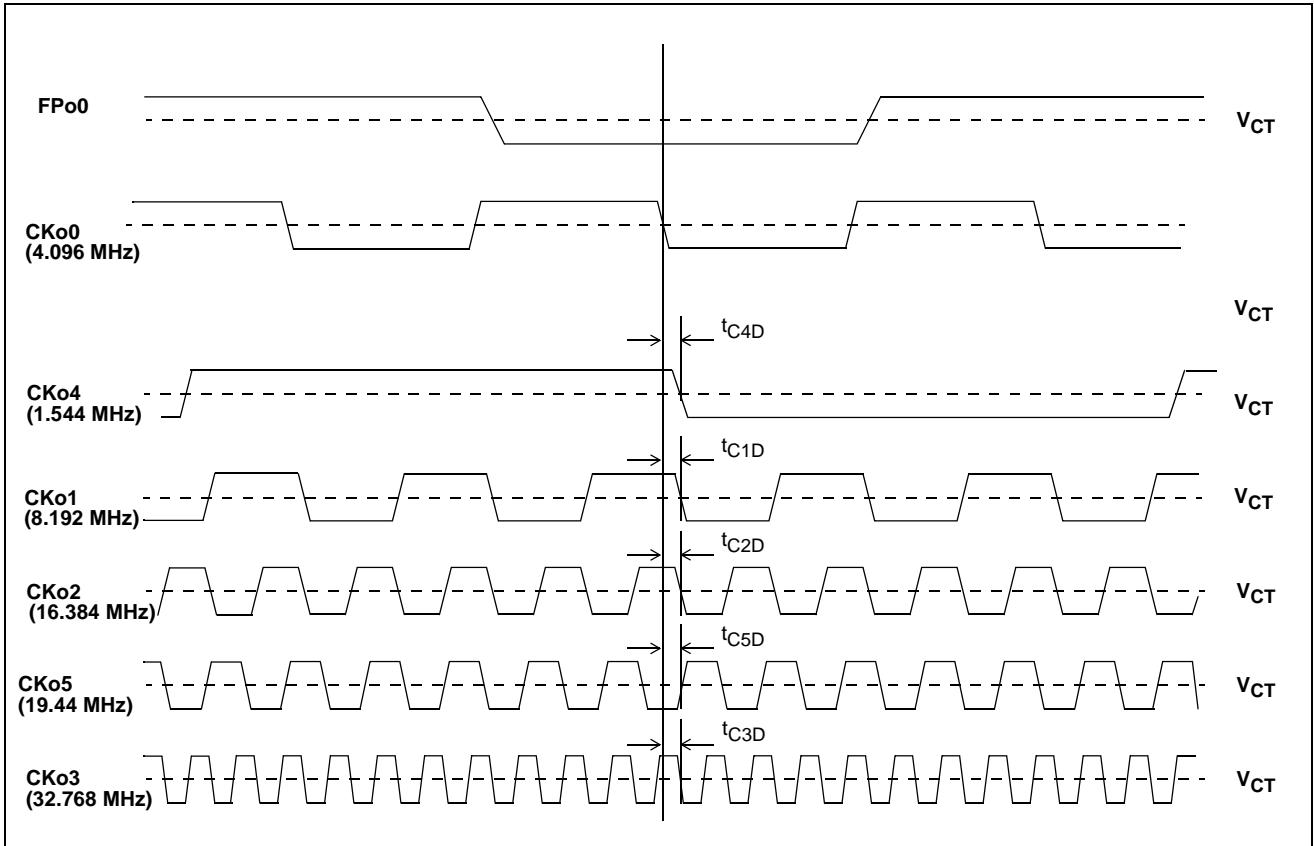 FPo0
VCT
CKo0
(4.096 MHz)
VCT
tC4D
CKo4
(1.544 MHz)
VCT
tC1D
CKo1
(8.192 MHz)
VCT
tC2D
CKo2
(16.384 MHz)
VCT
tC5D
CKo5
(19.44 MHz)
VCT
tC3D
CKo3
(32.768 MHz)
VCT